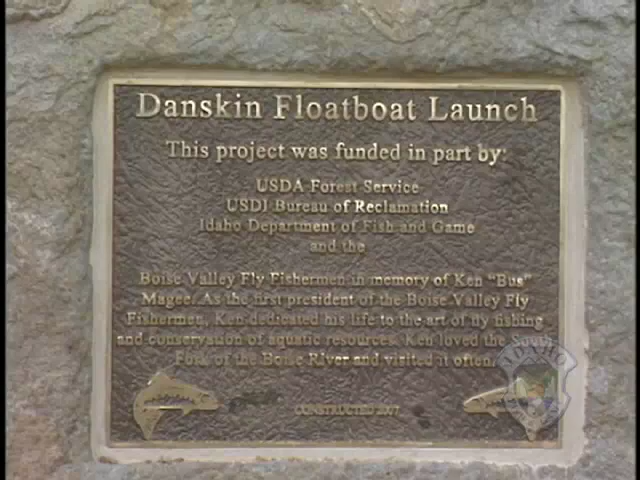 Danskin Floatboat Launch
This project was funded in part by:
USDA Forest Service
USDI Bureau of Reclamation
Idaho Department of Fish and Game
and the
Boise Valley Fly Fishermen in memory of Ken "Bus"
Magee. As the first president of the Boise Valley Fly
Fishermen, Ken dedicated his life to the art of fly fishing
and conservation of aquatic resources. Ken loved the South
Fork of the Boise River and visited it often.
CONSTRUCTED 2007
IDAHO